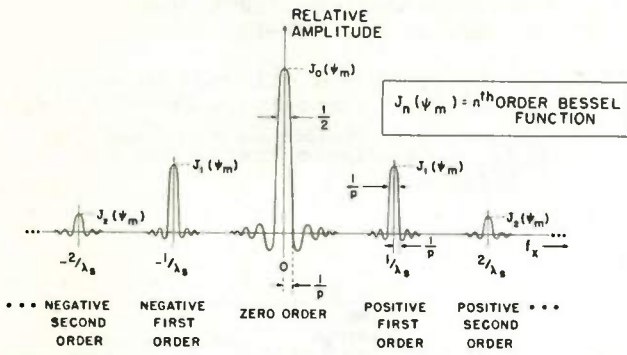 RELATIVE
AMPLITUDE
J₀(ψₘ)
Jₙ(ψₘ) = nᵗʰ ORDER BESSEL
FUNCTION
1/2
J₁(ψₘ)
J₁(ψₘ)
1/p
J₂(ψₘ)
J₂(ψₘ)
...
-2/λₛ
-1/λₛ
0
1/p
1/λₛ
1/p
2/λₛ
fₓ
...
... NEGATIVE SECOND ORDER
NEGATIVE FIRST ORDER
ZERO ORDER
POSITIVE FIRST ORDER
POSITIVE SECOND ORDER ...